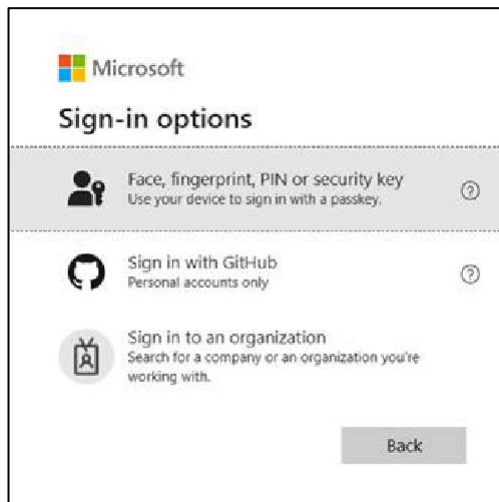 Microsoft
Sign-in options
Face, fingerprint, PIN or security key
Use your device to sign in with a passkey.
Sign in with GitHub
Personal accounts only
Sign in to an organization
Search for a company or an organization you're
working with.
Back